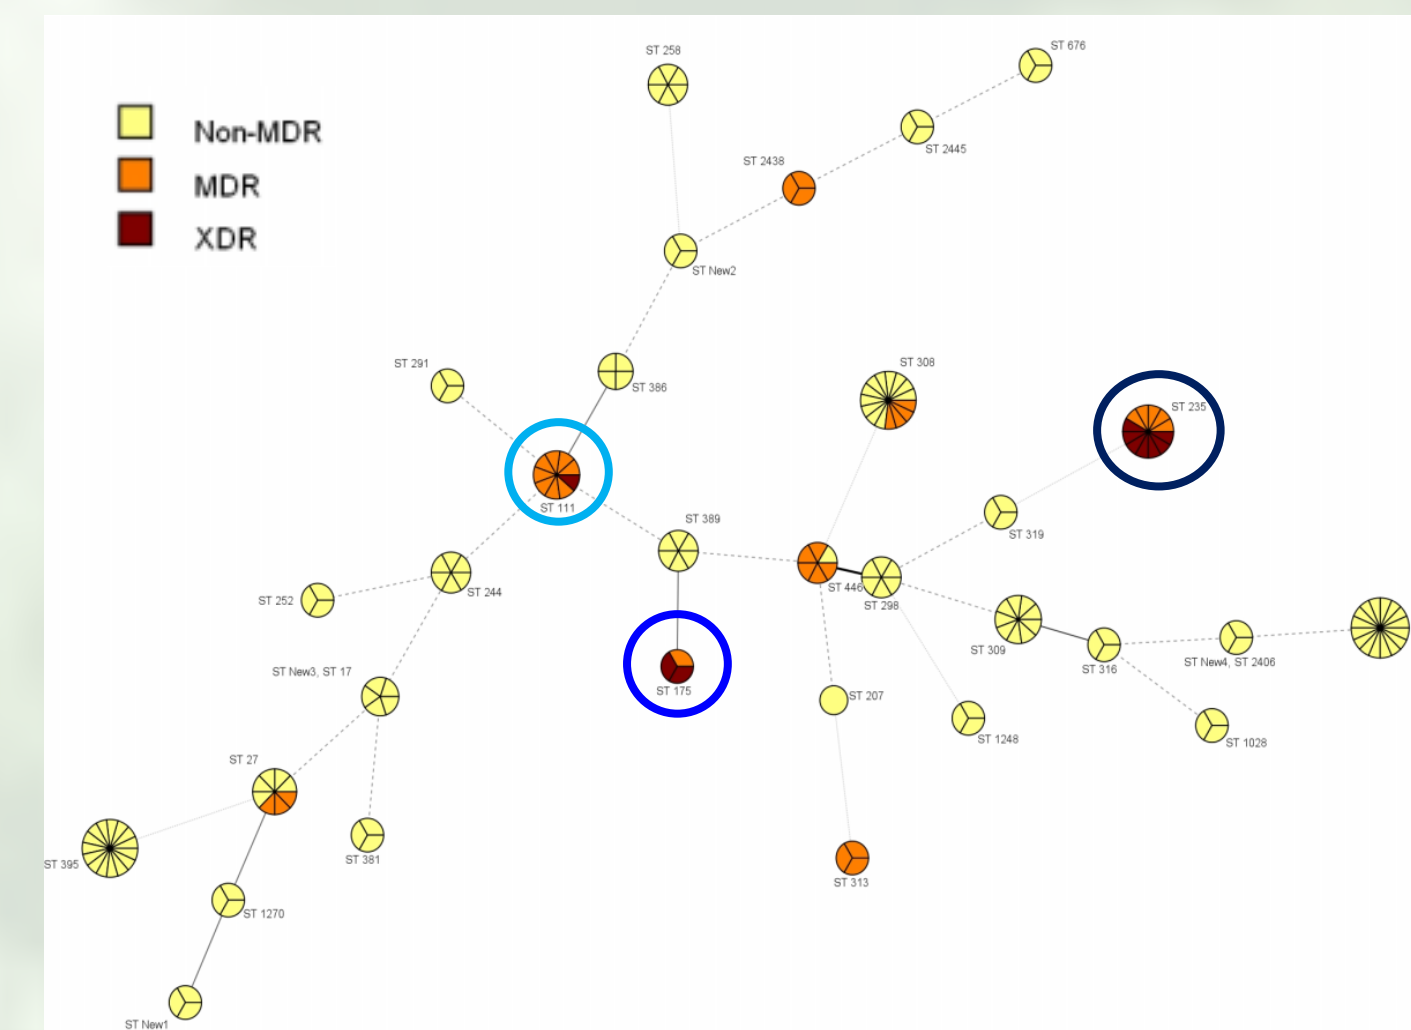 ST 258
ST 676
Non-MDR
ST 2445
ST 2438
MDR
XDR
ST New2
ST 291
ST 308
ST 386
ST 235
ST 111
ST 389
ST 319
ST 446
ST 244
ST 252
ST 298
ST 309
ST New4, ST 2406
ST New3, ST 17
ST 316
ST 175
ST 207
ST 1248
ST 1028
ST 27
ST 381
ST 395
ST 313
ST 1270
ST New1